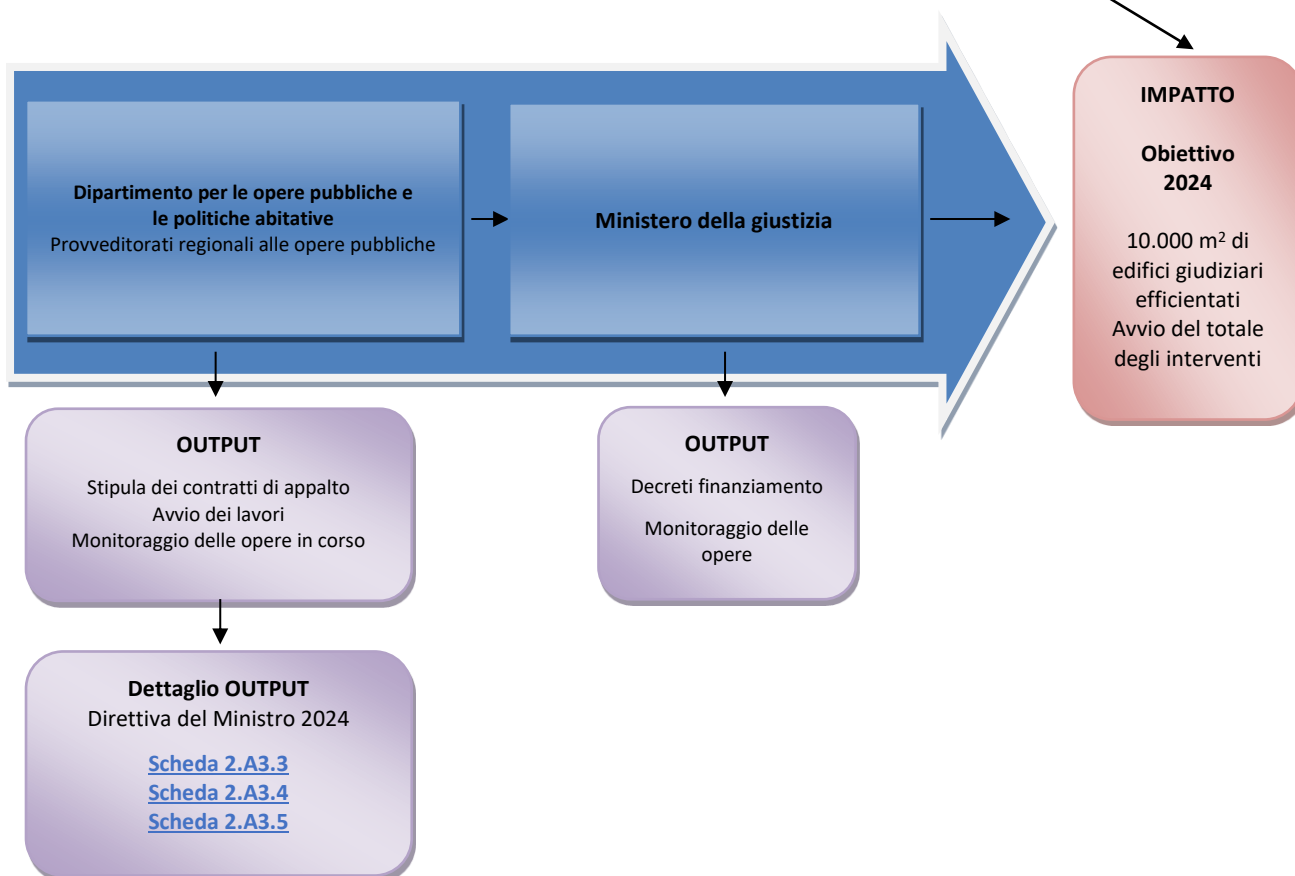 Dipartimento per le opere pubbliche e
le politiche abitative
Provveditorati regionali alle opere pubbliche
Ministero della giustizia
IMPATTO
Obiettivo
2024
10.000 m² di
edifici giudiziari
efficientati
Avvio del totale
degli interventi
OUTPUT
Stipula dei contratti di appalto
Avvio dei lavori
Monitoraggio delle opere in corso
OUTPUT
Decreti finanziamento
Monitoraggio delle
opere
Dettaglio OUTPUT
Direttiva del Ministro 2024
Scheda 2.A3.3
Scheda 2.A3.4
Scheda 2.A3.5